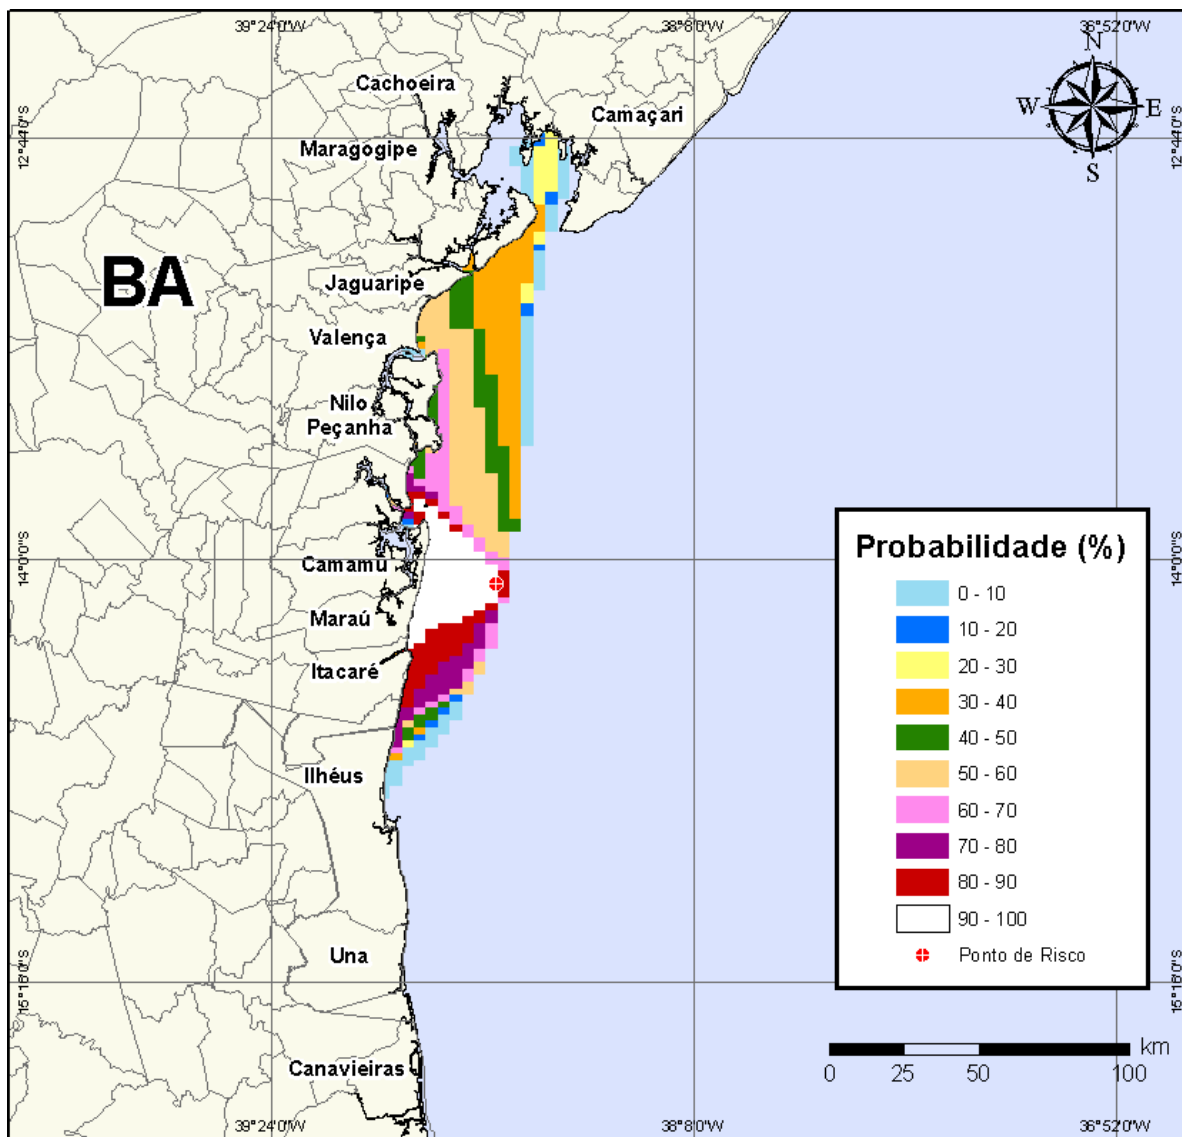 39°24'0"W
38°8'0"W
36°52'0"W
N
W
E
S
12°44'0"S
12°44'0"S
Cachoeira
Camaçari
Maragogipe
BA
Jaguaripe
Valença
Nilo
Peçanha
14°0'0"S
14°0'0"S
Camamú
Maraú
Itacaré
Ilhéus
Una
Canavieiras
Probabilidade (%)
0 - 10
10 - 20
20 - 30
30 - 40
40 - 50
50 - 60
60 - 70
70 - 80
80 - 90
90 - 100
Ponto de Risco
15°16'0"S
15°16'0"S
km
0 25 50 100
39°24'0"W
38°8'0"W
36°52'0"W